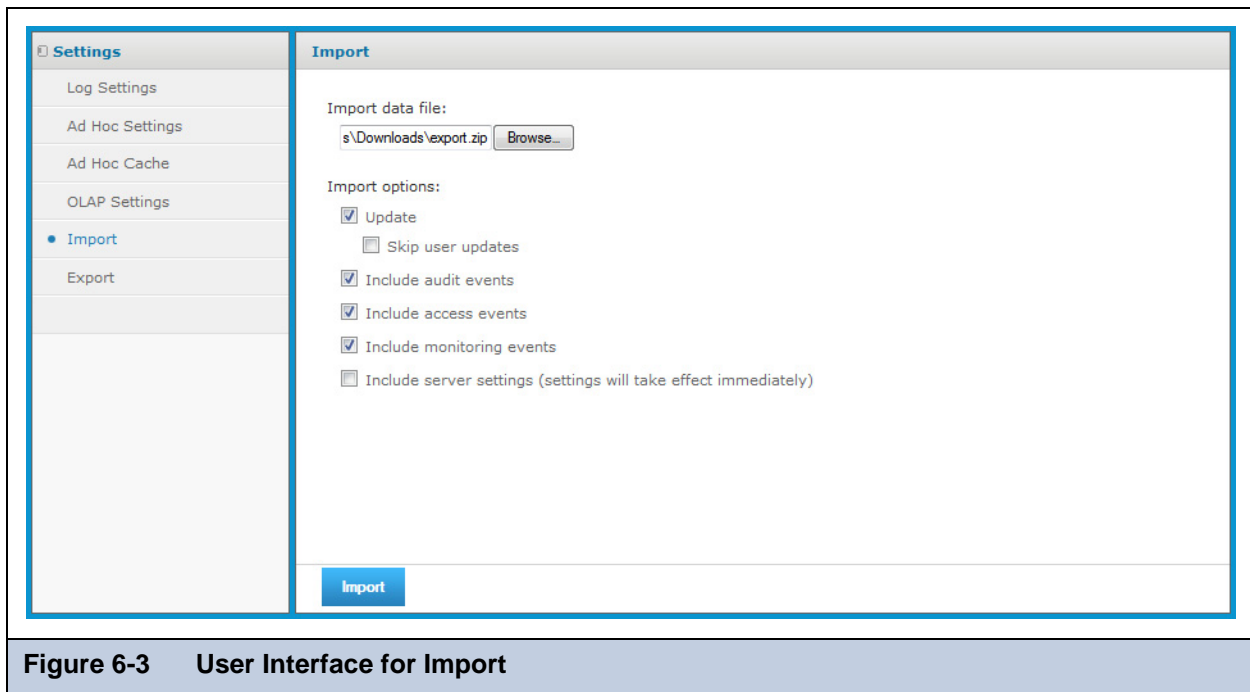 Settings
Log Settings
Ad Hoc Settings
Ad Hoc Cache
OLAP Settings
Import
Export
Import
Import data file:
s\Downloads\export.zip Browse...
Import options:
Update
Skip user updates
Include audit events
Include access events
Include monitoring events
Include server settings (settings will take effect immediately)
Import
Figure 6-3 User Interface for Import